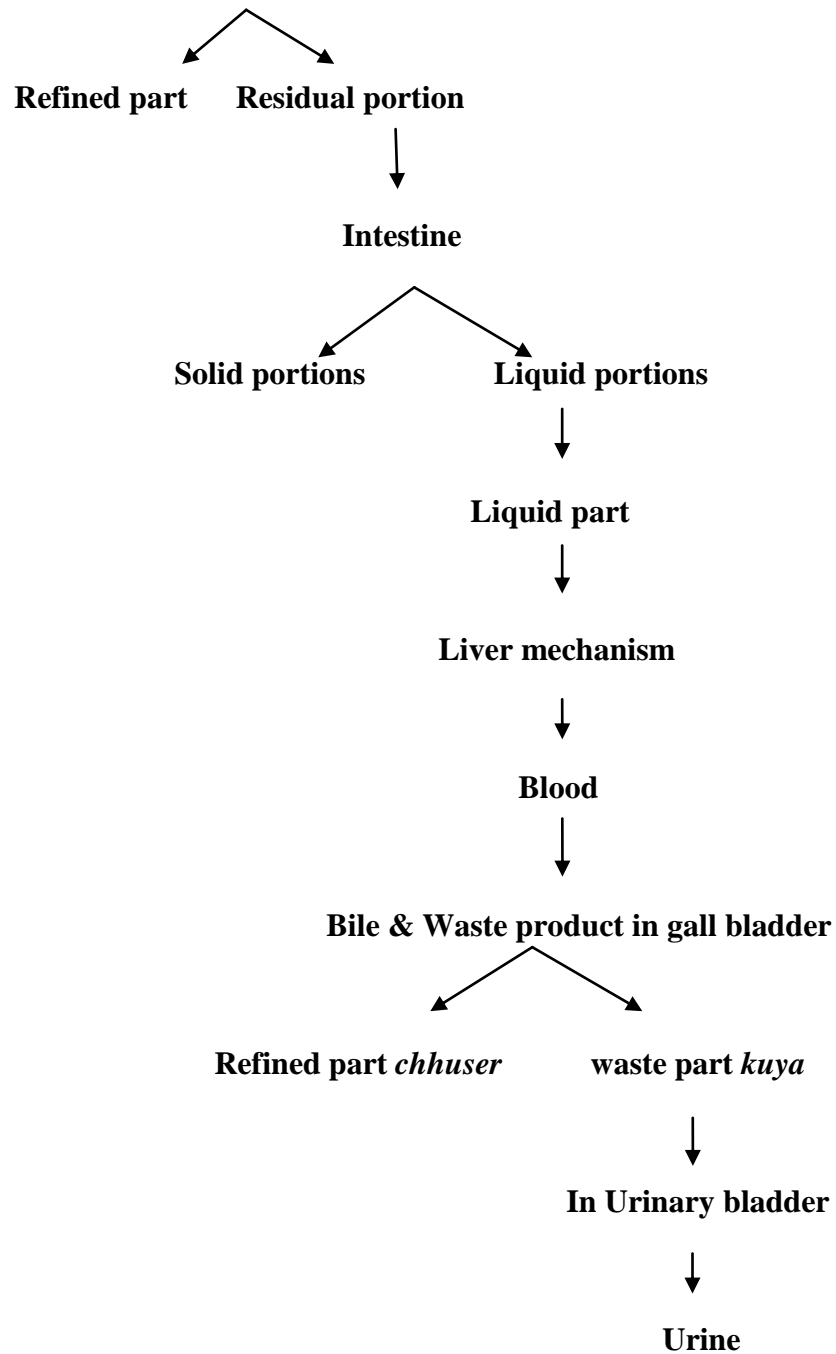 Refined part Residual portion
Intestine
Solid portions Liquid portions
Liquid part
Liver mechanism
Blood
Bile & Waste product in gall bladder
Refined part chhuser waste part kuya
In Urinary bladder
Urine